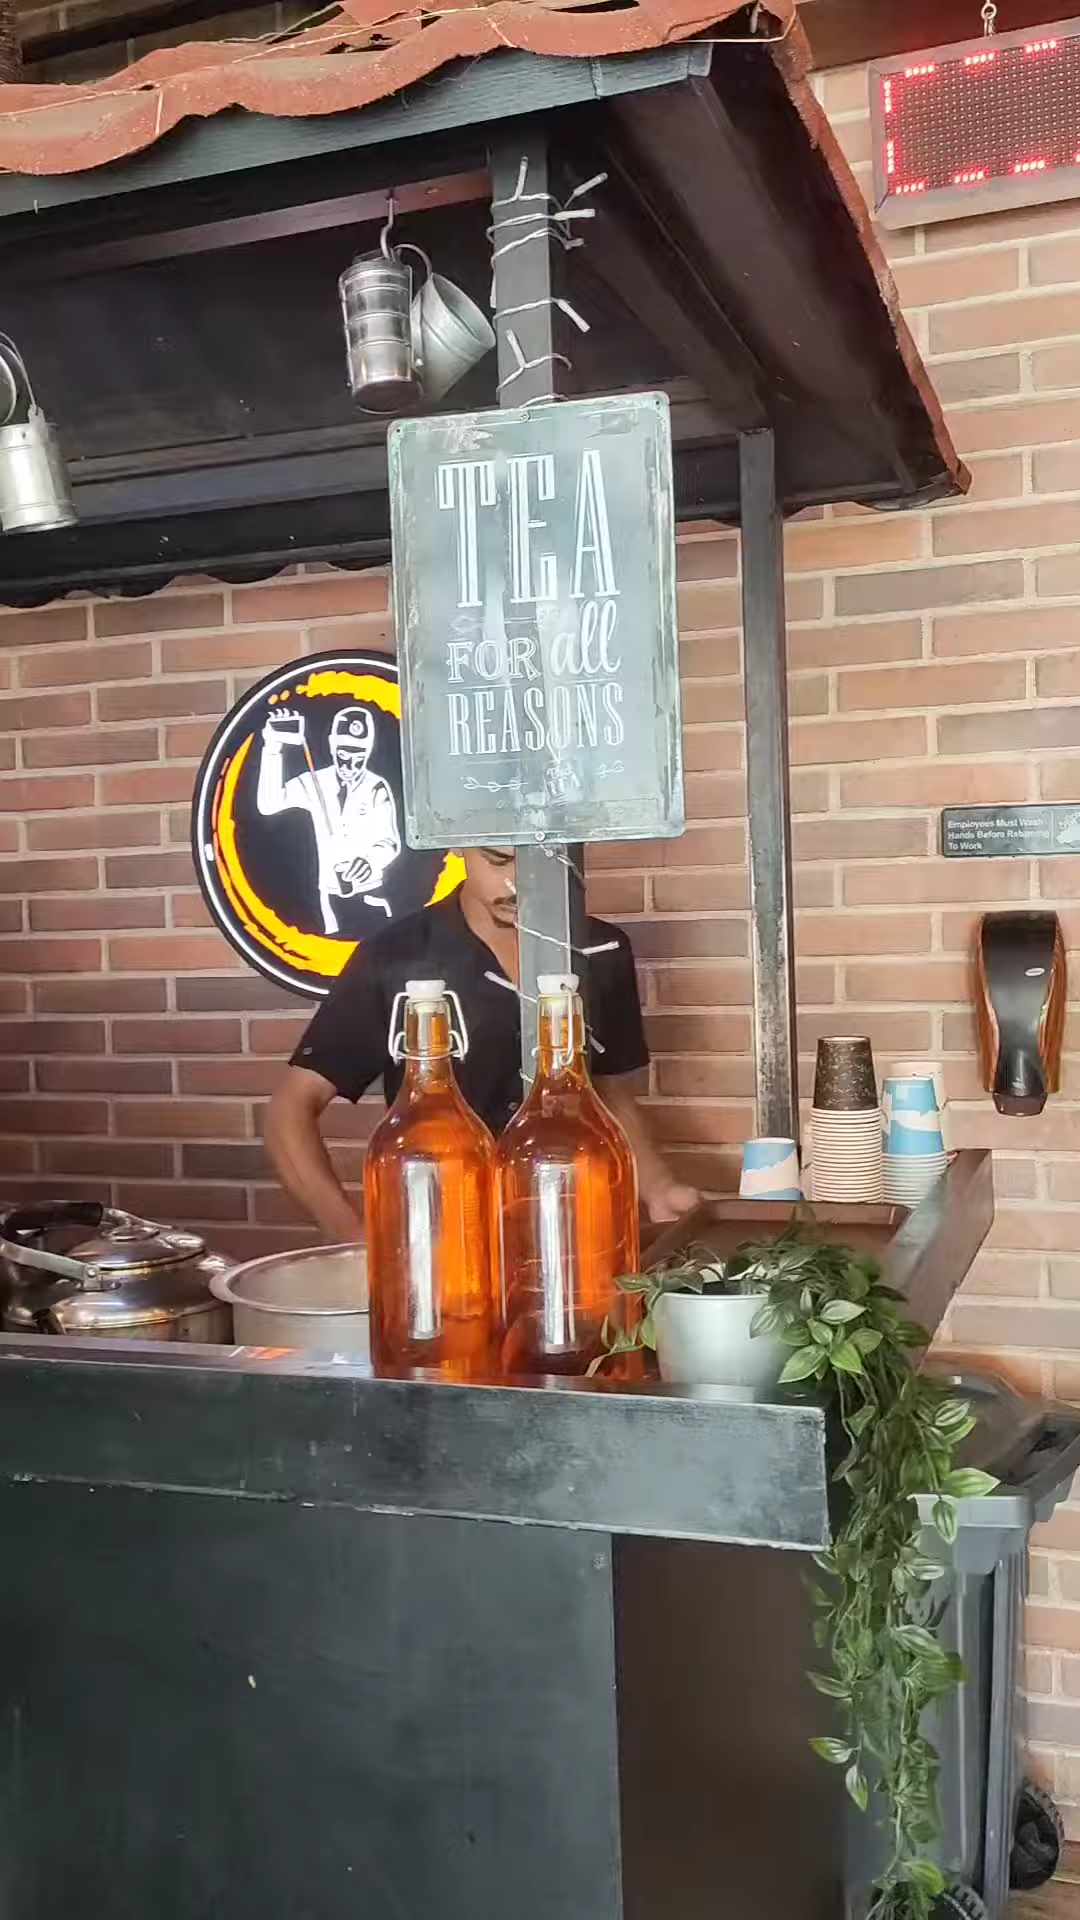 TEA
FOR all
REASONS
Employees Must Wash
Hands Before Returning
To Work